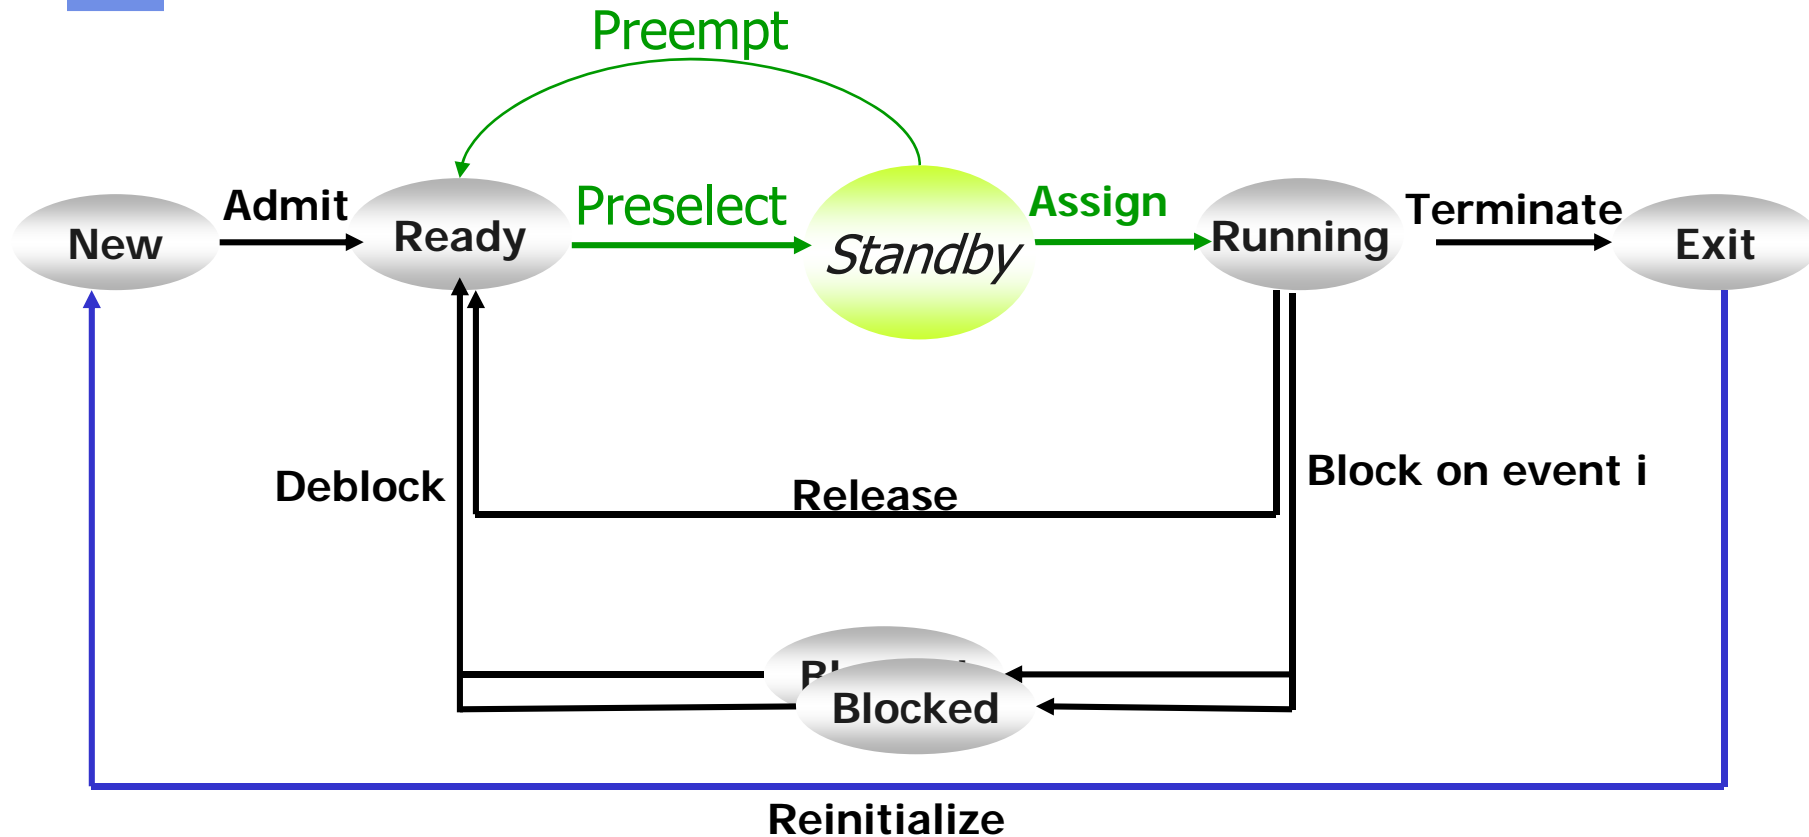 Preempt
Admit
Preselect
Assign
Terminate
New
Ready
Standby
Running
Exit
Deblock
Release
Block on event i
Blocked
Reinitialize